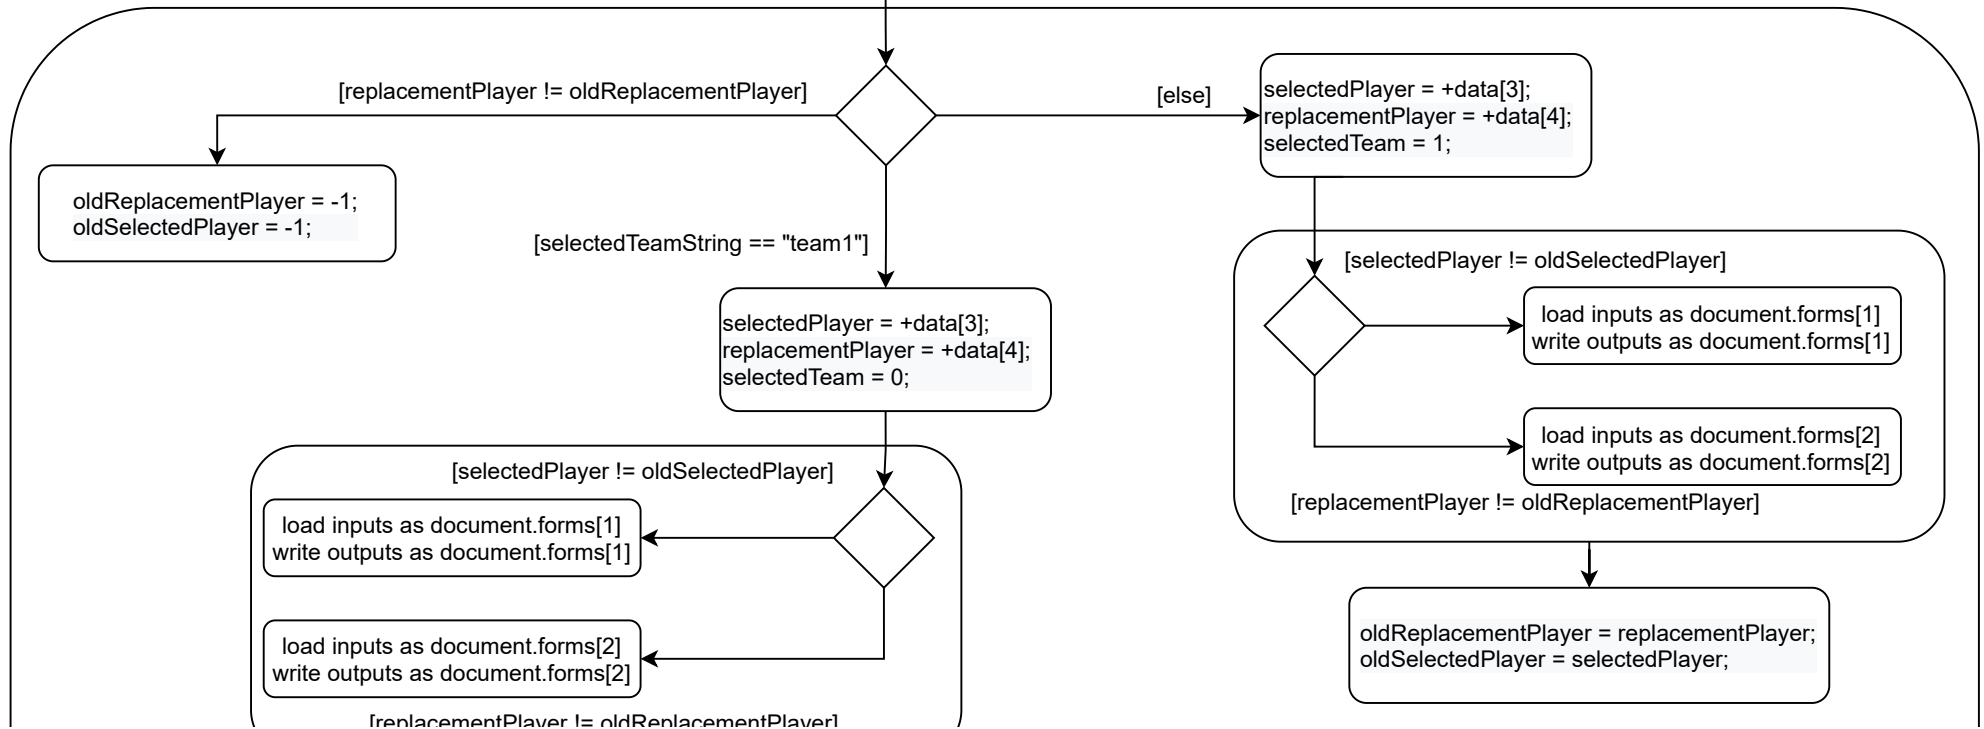 [replacementPlayer != oldReplacementPlayer]
[else]
selectedPlayer = +data[3];
replacementPlayer = +data[4];
selectedTeam = 1;
oldReplacementPlayer = -1;
oldSelectedPlayer = -1;
[selectedTeamString == "team1"]
selectedPlayer = +data[3];
replacementPlayer = +data[4];
selectedTeam = 0;
[selectedPlayer != oldSelectedPlayer]
load inputs as document.forms[1]
write outputs as document.forms[1]
load inputs as document.forms[2]
write outputs as document.forms[2]
[replacementPlayer != oldReplacementPlayer]
[selectedPlayer != oldSelectedPlayer]
load inputs as document.forms[1]
write outputs as document.forms[1]
load inputs as document.forms[2]
write outputs as document.forms[2]
[replacementPlayer != oldReplacementPlayer]
oldReplacementPlayer = replacementPlayer;
oldSelectedPlayer = selectedPlayer;